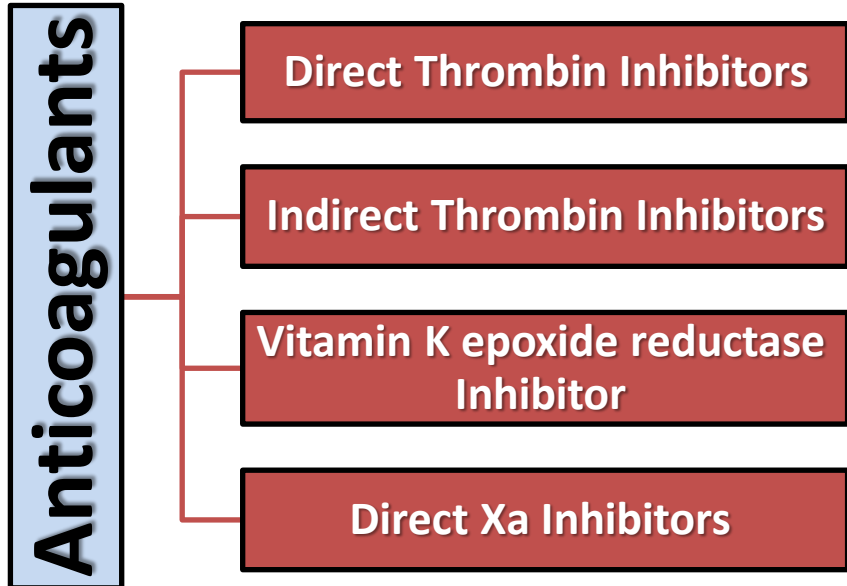 Anticoagulants
Direct Thrombin Inhibitors
Indirect Thrombin Inhibitors
Vitamin K epoxide reductase
Inhibitor
Direct Xa Inhibitors